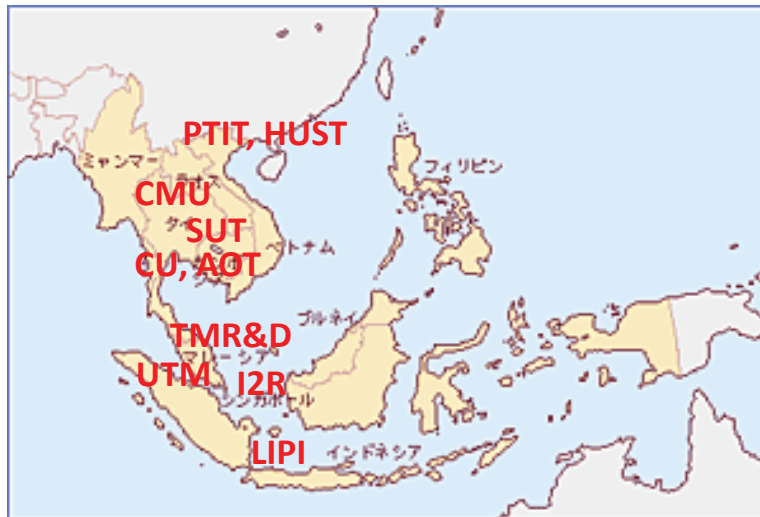 PTIT, HUST
ミャンマー
フィリピン
CMU
SUT
ベトナム
CU, AOT
ブルネイ
TMR&D
マレーシア
UTM
I2R
シンガポール
LIPI
インドネシア